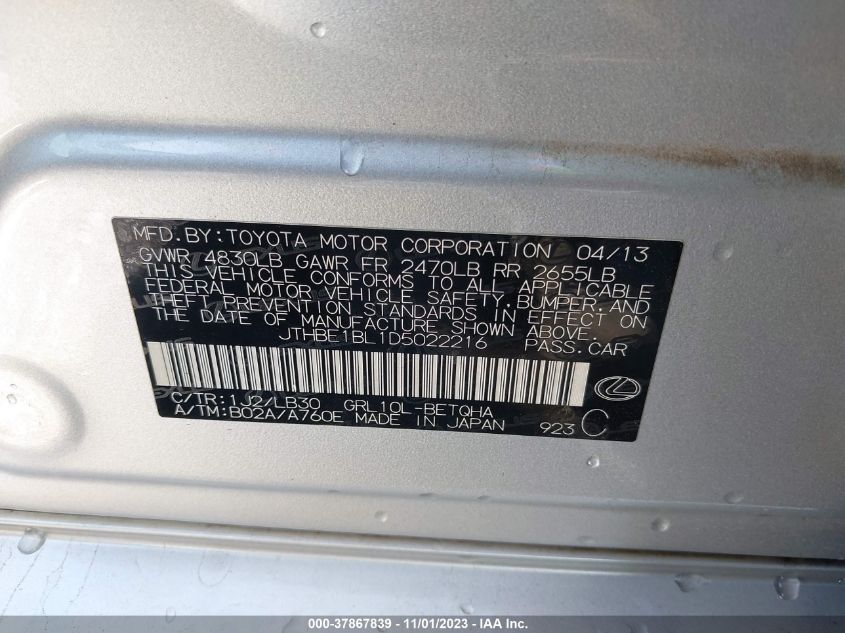 MFD.BY:TOYOTA MOTOR CORPORATION 04/13
GVWR 4830LB GAWR FR 2470LB RR 2655LB
THIS VEHICLE CONFORMS TO ALL APPLICABLE
FEDERAL MOTOR VEHICLE SAFETY,BUMPER,AND
THEFT PREVENTION STANDARDS IN EFFECT ON
THE DATE OF MANUFACTURE SHOWN ABOVE.
JTHBE1BL1D5022216 PASS.CAR
C/TR:1J2/LB30 GRL10L-BETQHA
A/TM:B02A/A760E MADE IN JAPAN 923 C
000-37867839 - 11/01/2023 - IAA Inc.